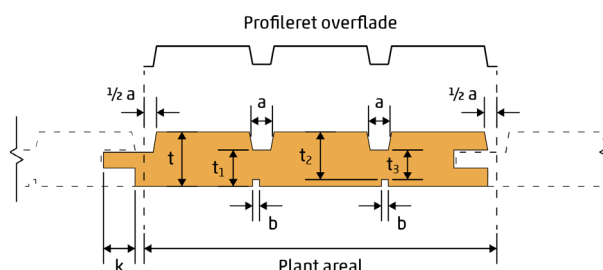 Profileret overflade
½ a
a
a
½ a
t
t₁
t₂
t₃
b
b
k
Plant areal